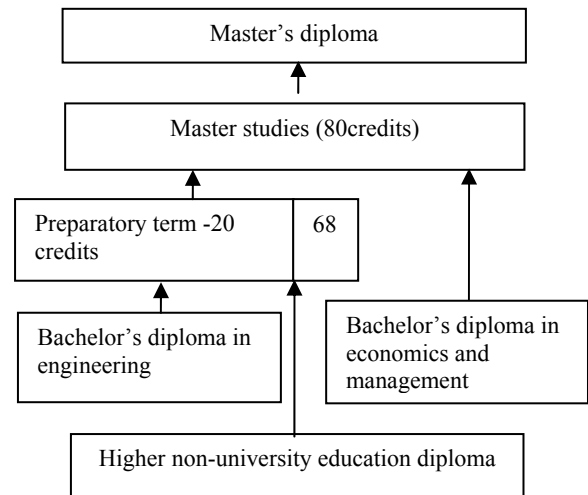 Master’s diploma
Master studies (80credits)
Preparatory term -20
credits
68
Bachelor’s diploma in
engineering
Bachelor’s diploma in
economics and
management
Higher non-university education diploma